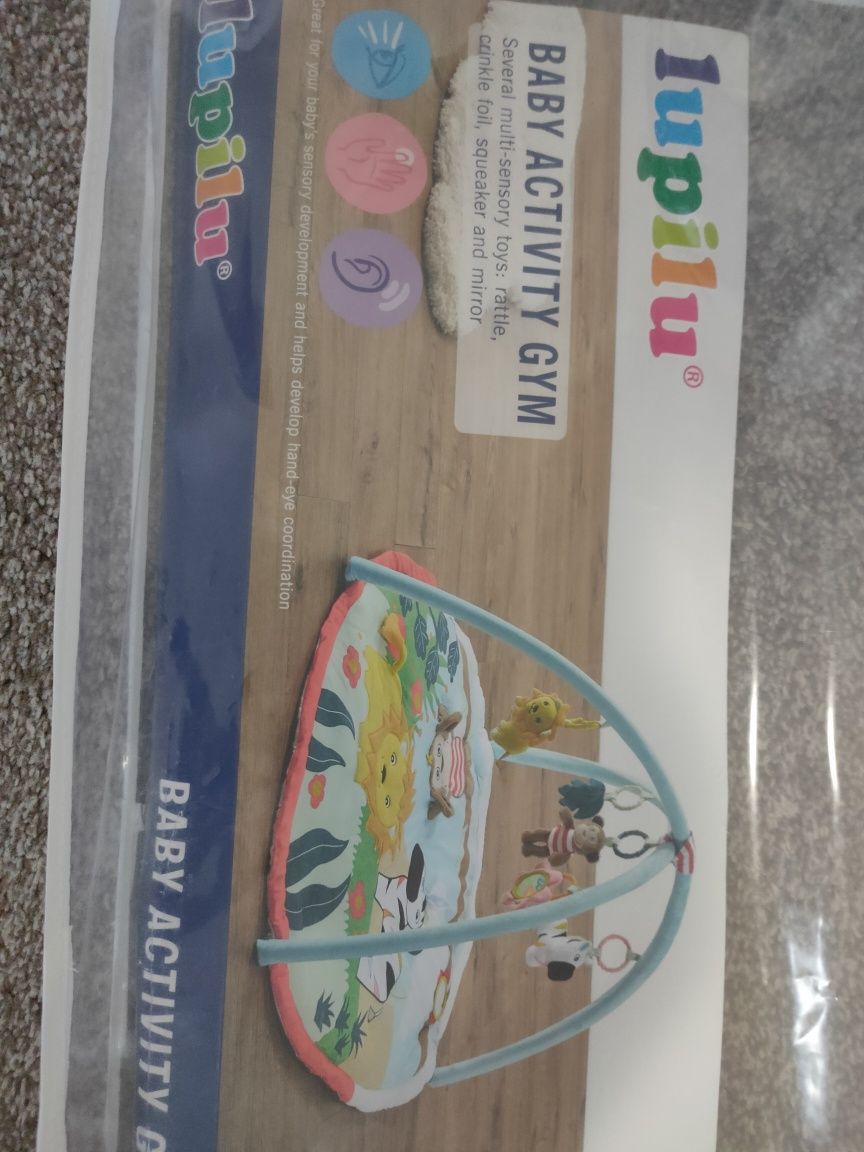 lupilu®
BABY ACTIVITY GYM
Several multi-sensory toys: rattle,
crinkle foil, squeaker and mirror
Great for your baby's sensory development and helps develop hand-eye coordination
lupilu®
BABY ACTIVITY G